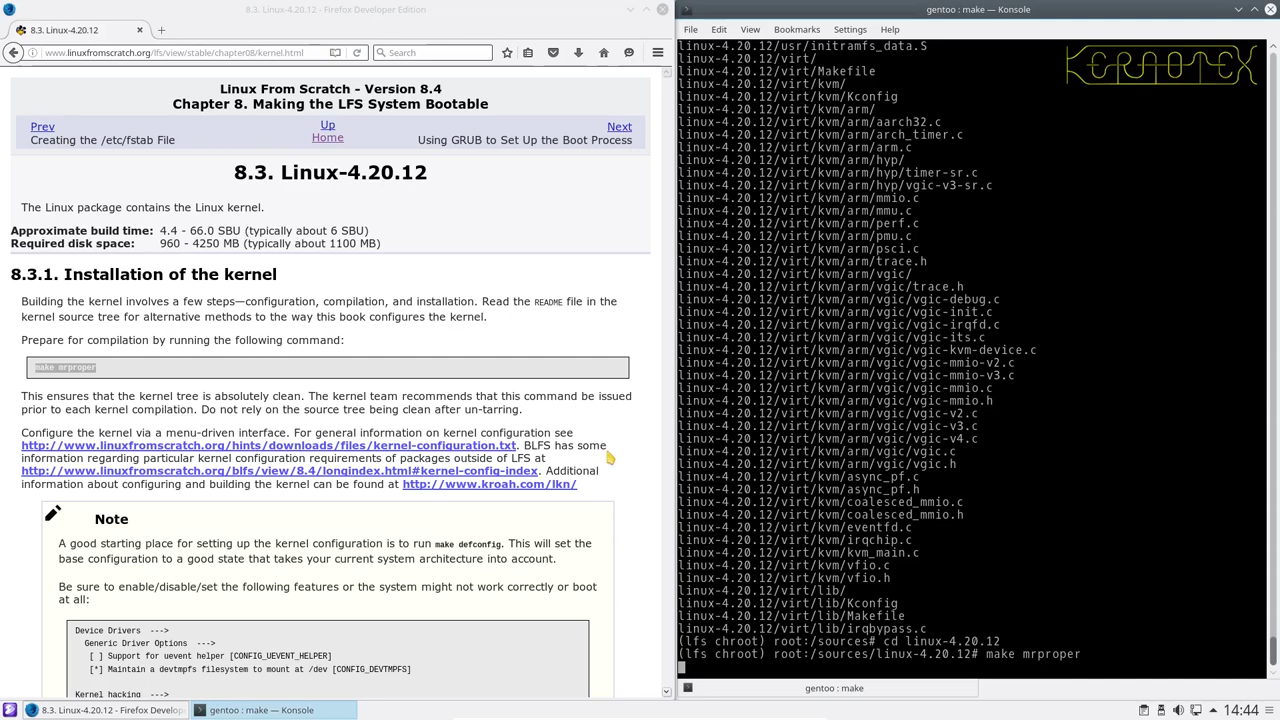 8.3. Linux-4.20.12 - Firefox Developer Edition
8.3. Linux-4.20.12
www.linuxfromscratch.org/lfs/view/stable/chapter08/kernel.html
Search
Linux From Scratch - Version 8.4
Chapter 8. Making the LFS System Bootable
Prev
Up
Next
Creating the /etc/fstab File
Home
Using GRUB to Set Up the Boot Process
8.3. Linux-4.20.12
The Linux package contains the Linux kernel.
Approximate build time: 4.4 - 66.0 SBU (typically about 6 SBU)
Required disk space: 960 - 4250 MB (typically about 1100 MB)
8.3.1. Installation of the kernel
Building the kernel involves a few steps—configuration, compilation, and installation. Read the README file in the
kernel source tree for alternative methods to the way this book configures the kernel.
Prepare for compilation by running the following command:
make mrproper
This ensures that the kernel tree is absolutely clean. The kernel team recommends that this command be issued
prior to each kernel compilation. Do not rely on the source tree being clean after un-tarring.
Configure the kernel via a menu-driven interface. For general information on kernel configuration see
http://www.linuxfromscratch.org/hints/downloads/files/kernel-configuration.txt. BLFS has some
information regarding particular kernel configuration requirements of packages outside of LFS at
http://www.linuxfromscratch.org/blfs/view/8.4/longindex.html#kernel-config-index. Additional
information about configuring and building the kernel can be found at http://www.kroah.com/lkn/
Note
A good starting place for setting up the kernel configuration is to run make defconfig. This will set the
base configuration to a good state that takes your current system architecture into account.
Be sure to enable/disable/set the following features or the system might not work correctly or boot
at all:
Device Drivers --->
Generic Driver Options --->
[ ] Support for uevent helper [CONFIG_UEVENT_HELPER]
[*] Maintain a devtmpfs filesystem to mount at /dev [CONFIG_DEVTMPFS]
Kernel hacking --->
gentoo : make — Konsole
File Edit View Bookmarks Settings Help
KERNOTEX
linux-4.20.12/usr/initramfs_data.S
linux-4.20.12/virt/
linux-4.20.12/virt/Makefile
linux-4.20.12/virt/kvm/
linux-4.20.12/virt/kvm/Kconfig
linux-4.20.12/virt/kvm/arm/
linux-4.20.12/virt/kvm/arm/aarch32.c
linux-4.20.12/virt/kvm/arm/arch_timer.c
linux-4.20.12/virt/kvm/arm/arm.c
linux-4.20.12/virt/kvm/arm/hyp/
linux-4.20.12/virt/kvm/arm/hyp/timer-sr.c
linux-4.20.12/virt/kvm/arm/hyp/vgic-v3-sr.c
linux-4.20.12/virt/kvm/arm/mmio.c
linux-4.20.12/virt/kvm/arm/mmu.c
linux-4.20.12/virt/kvm/arm/perf.c
linux-4.20.12/virt/kvm/arm/pmu.c
linux-4.20.12/virt/kvm/arm/psci.c
linux-4.20.12/virt/kvm/arm/trace.h
linux-4.20.12/virt/kvm/arm/vgic/
linux-4.20.12/virt/kvm/arm/vgic/trace.h
linux-4.20.12/virt/kvm/arm/vgic/vgic-debug.c
linux-4.20.12/virt/kvm/arm/vgic/vgic-init.c
linux-4.20.12/virt/kvm/arm/vgic/vgic-irqfd.c
linux-4.20.12/virt/kvm/arm/vgic/vgic-its.c
linux-4.20.12/virt/kvm/arm/vgic/vgic-kvm-device.c
linux-4.20.12/virt/kvm/arm/vgic/vgic-mmio-v2.c
linux-4.20.12/virt/kvm/arm/vgic/vgic-mmio-v3.c
linux-4.20.12/virt/kvm/arm/vgic/vgic-mmio.c
linux-4.20.12/virt/kvm/arm/vgic/vgic-mmio.h
linux-4.20.12/virt/kvm/arm/vgic/vgic-v2.c
linux-4.20.12/virt/kvm/arm/vgic/vgic-v3.c
linux-4.20.12/virt/kvm/arm/vgic/vgic-v4.c
linux-4.20.12/virt/kvm/arm/vgic/vgic.c
linux-4.20.12/virt/kvm/arm/vgic/vgic.h
linux-4.20.12/virt/kvm/async_pf.c
linux-4.20.12/virt/kvm/async_pf.h
linux-4.20.12/virt/kvm/coalesced_mmio.c
linux-4.20.12/virt/kvm/coalesced_mmio.h
linux-4.20.12/virt/kvm/eventfd.c
linux-4.20.12/virt/kvm/irqchip.c
linux-4.20.12/virt/kvm/kvm_main.c
linux-4.20.12/virt/kvm/vfio.c
linux-4.20.12/virt/kvm/vfio.h
linux-4.20.12/virt/lib/
linux-4.20.12/virt/lib/Kconfig
linux-4.20.12/virt/lib/Makefile
linux-4.20.12/virt/lib/irqbypass.c
(lfs chroot) root:/sources# cd linux-4.20.12
(lfs chroot) root:/sources/linux-4.20.12# make mrproper
gentoo : make
8.3. Linux-4.20.12 - Firefox Develop
gentoo : make — Konsole
14:44